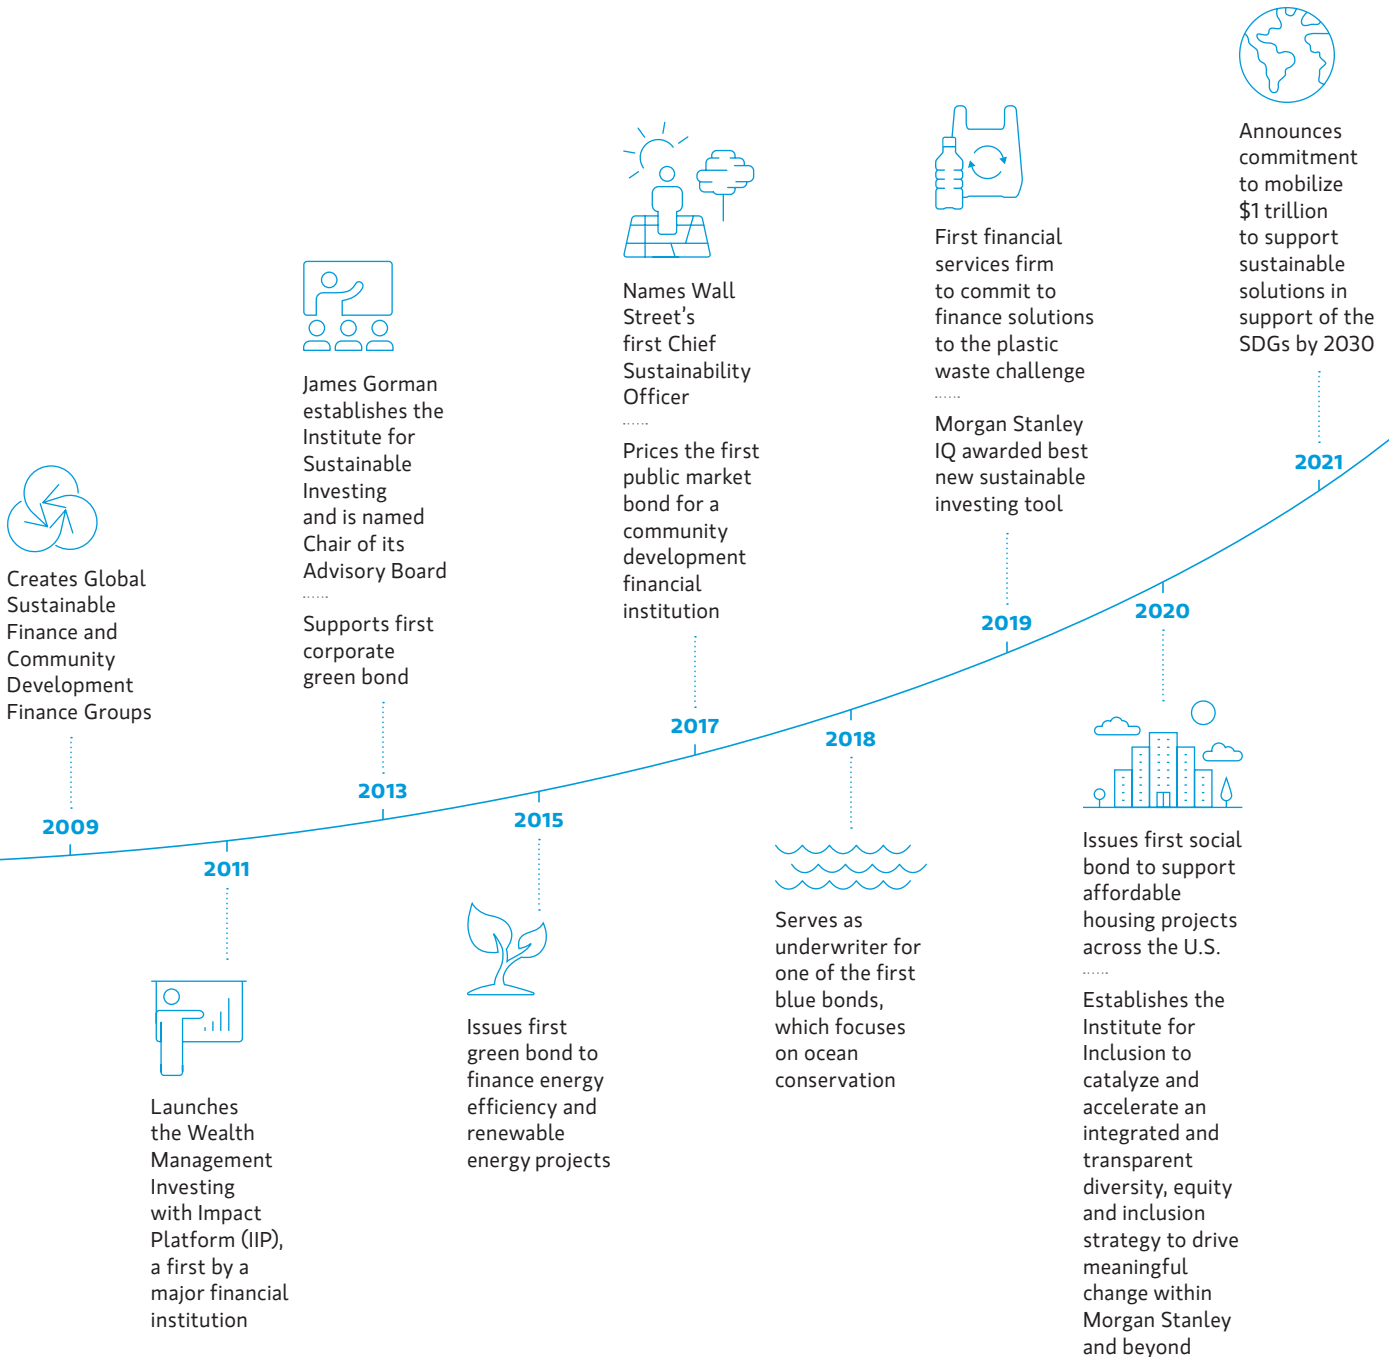 Creates Global
Sustainable
Finance and
Community
Development
Finance Groups
2009
2011
Launches
the Wealth
Management
Investing
with Impact
Platform (IIP),
a first by a
major financial
institution
James Gorman
establishes the
Institute for
Sustainable
Investing
and is named
Chair of its
Advisory Board
Supports first
corporate
green bond
2013
2015
Issues first
green bond to
finance energy
efficiency and
renewable
energy projects
Names Wall
Street’s
first Chief
Sustainability
Officer
Prices the first
public market
bond for a
community
development
financial
institution
2017
2018
Serves as
underwriter for
one of the first
blue bonds,
which focuses
on ocean
conservation
First financial
services firm
to commit to
finance solutions
to the plastic
waste challenge
Morgan Stanley
IQ awarded best
new sustainable
investing tool
2019
2020
Issues first social
bond to support
affordable
housing projects
across the U.S.
Establishes the
Institute for
Inclusion to
catalyze and
accelerate an
integrated and
transparent
diversity, equity
and inclusion
strategy to drive
meaningful
change within
Morgan Stanley
and beyond
Announces
commitment
to mobilize
$1 trillion
to support
sustainable
solutions in
support of the
SDGs by 2030
2021